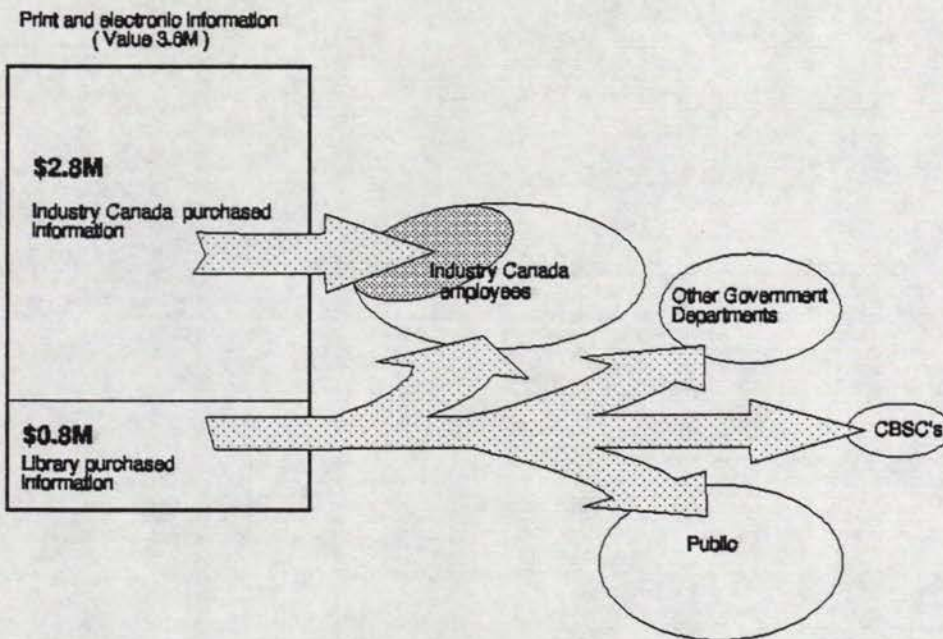 Print and electronic information
( Value 3.6M )
$2.8M
Industry Canada purchased
information
Industry Canada
employees
Other Government
Departments
$0.8M
Library purchased
information
CBSC's
Public